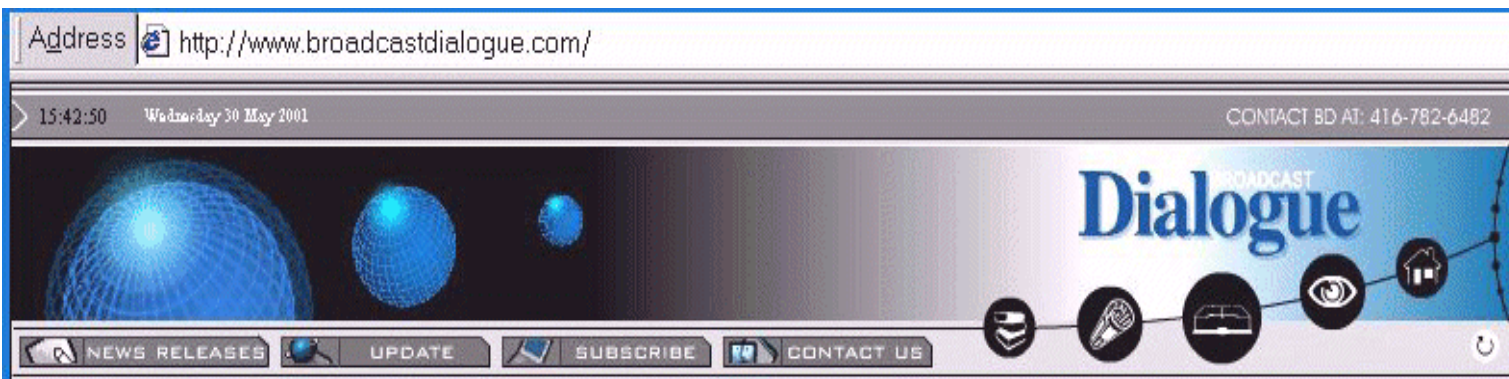 Address http://www.broadcastdialogue.com/
15:42:50 Wednesday 30 May 2001 CONTACT BD AT: 416-782-6482
BROADCAST
Dialogue
NEWS RELEASES UPDATE SUBSCRIBE CONTACT US